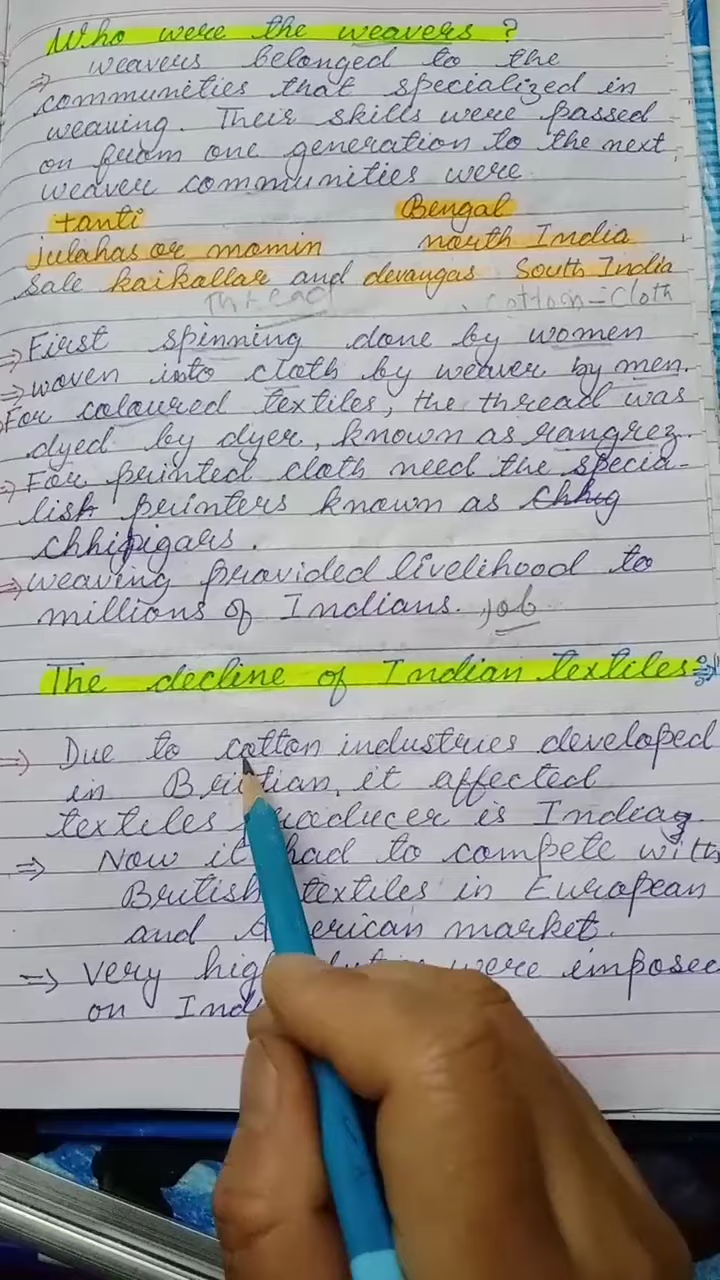 Who were the weavers ?
⇒ weavers belonged to the
communities that specialized in
weaving. Their skills were passed
on from one generation to the next,
weaver communities were.
tanti Bengal
julahas or momin north India
Sale kaikallar and devangas South India
Thread cottoon - Cloth
⇒ First spinning done by women
⇒ woven into cloth by weaver by men.
For coloured textiles, the thread was
dyed by dyer, known as rangrez.
⇒ For printed cloth need the specia-
list printers known as
chhipigars.
⇒ weaving provided livelihood to
millions of Indians. job
The decline of Indian textiles
⇒ Due to cotton industries developed
in it affected
textiles is
⇒ Now it had to compete with
British textiles in European
and American market.
⇒ very were imposed
on